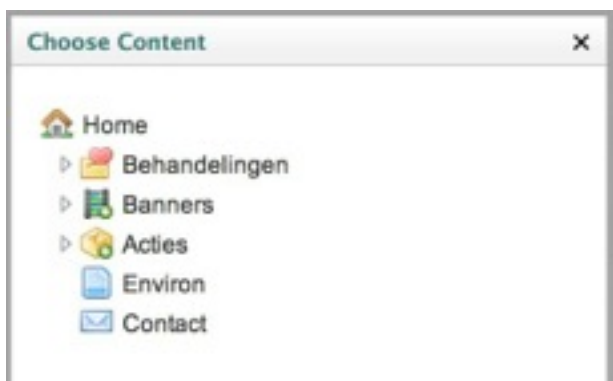 Choose Content
Home
Behandelingen
Banners
Acties
Environ
Contact